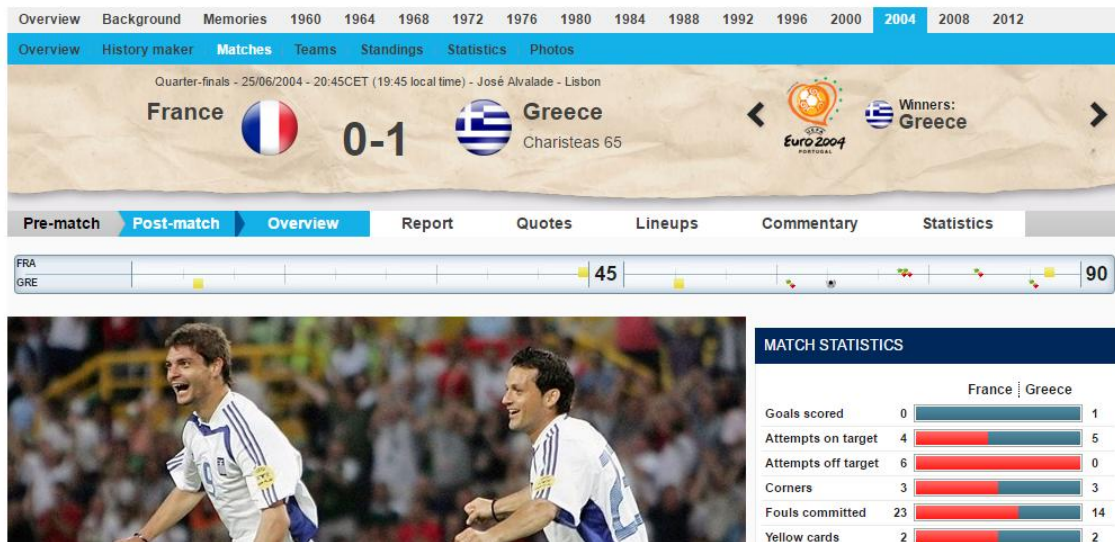 Overview Background Memories 1960 1964 1968 1972 1976 1980 1984 1988 1992 1996 2000 2004 2008 2012
Overview History maker Matches Teams Standings Statistics Photos
Quarter-finals - 25/06/2004 - 20:45CET (19:45 local time) - José Alvalade - Lisbon
France 0-1 Greece
Charisteas 65
UEFA
Euro2004
PORTUGAL
Winners:
Greece
Pre-match Post-match Overview Report Quotes Lineups Commentary Statistics
FRA
GRE
45
90
MATCH STATISTICS
France Greece
Goals scored 0 1
Attempts on target 4 5
Attempts off target 6 0
Corners 3 3
Fouls committed 23 14
Yellow cards 2 2
9
23